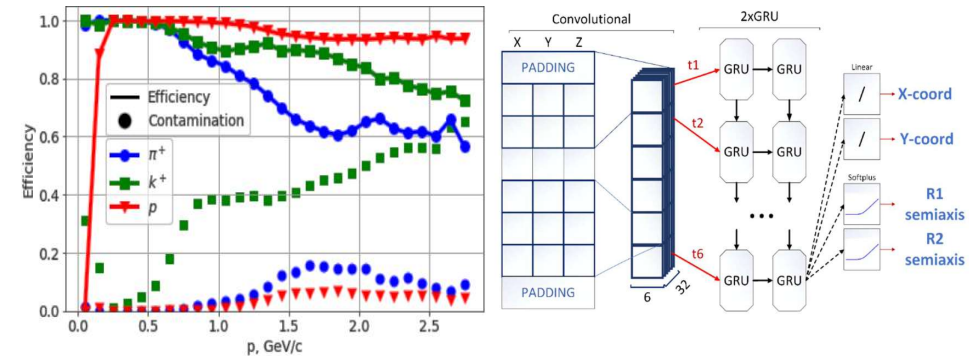 1.0
0.8
0.6
0.4
0.2
0.0
Efficiency
Efficiency
Contamination
π+
k+
p
0.0 0.5 1.0 1.5 2.0 2.5
p, GeV/c
Convolutional
X Y Z
PADDING
PADDING
6
32
2xGRU
t1
t2
t6
GRU GRU
GRU GRU
•••
GRU GRU
Linear
/
X-coord
/
Y-coord
Softplus
R1
semiaxis
R2
semiaxis